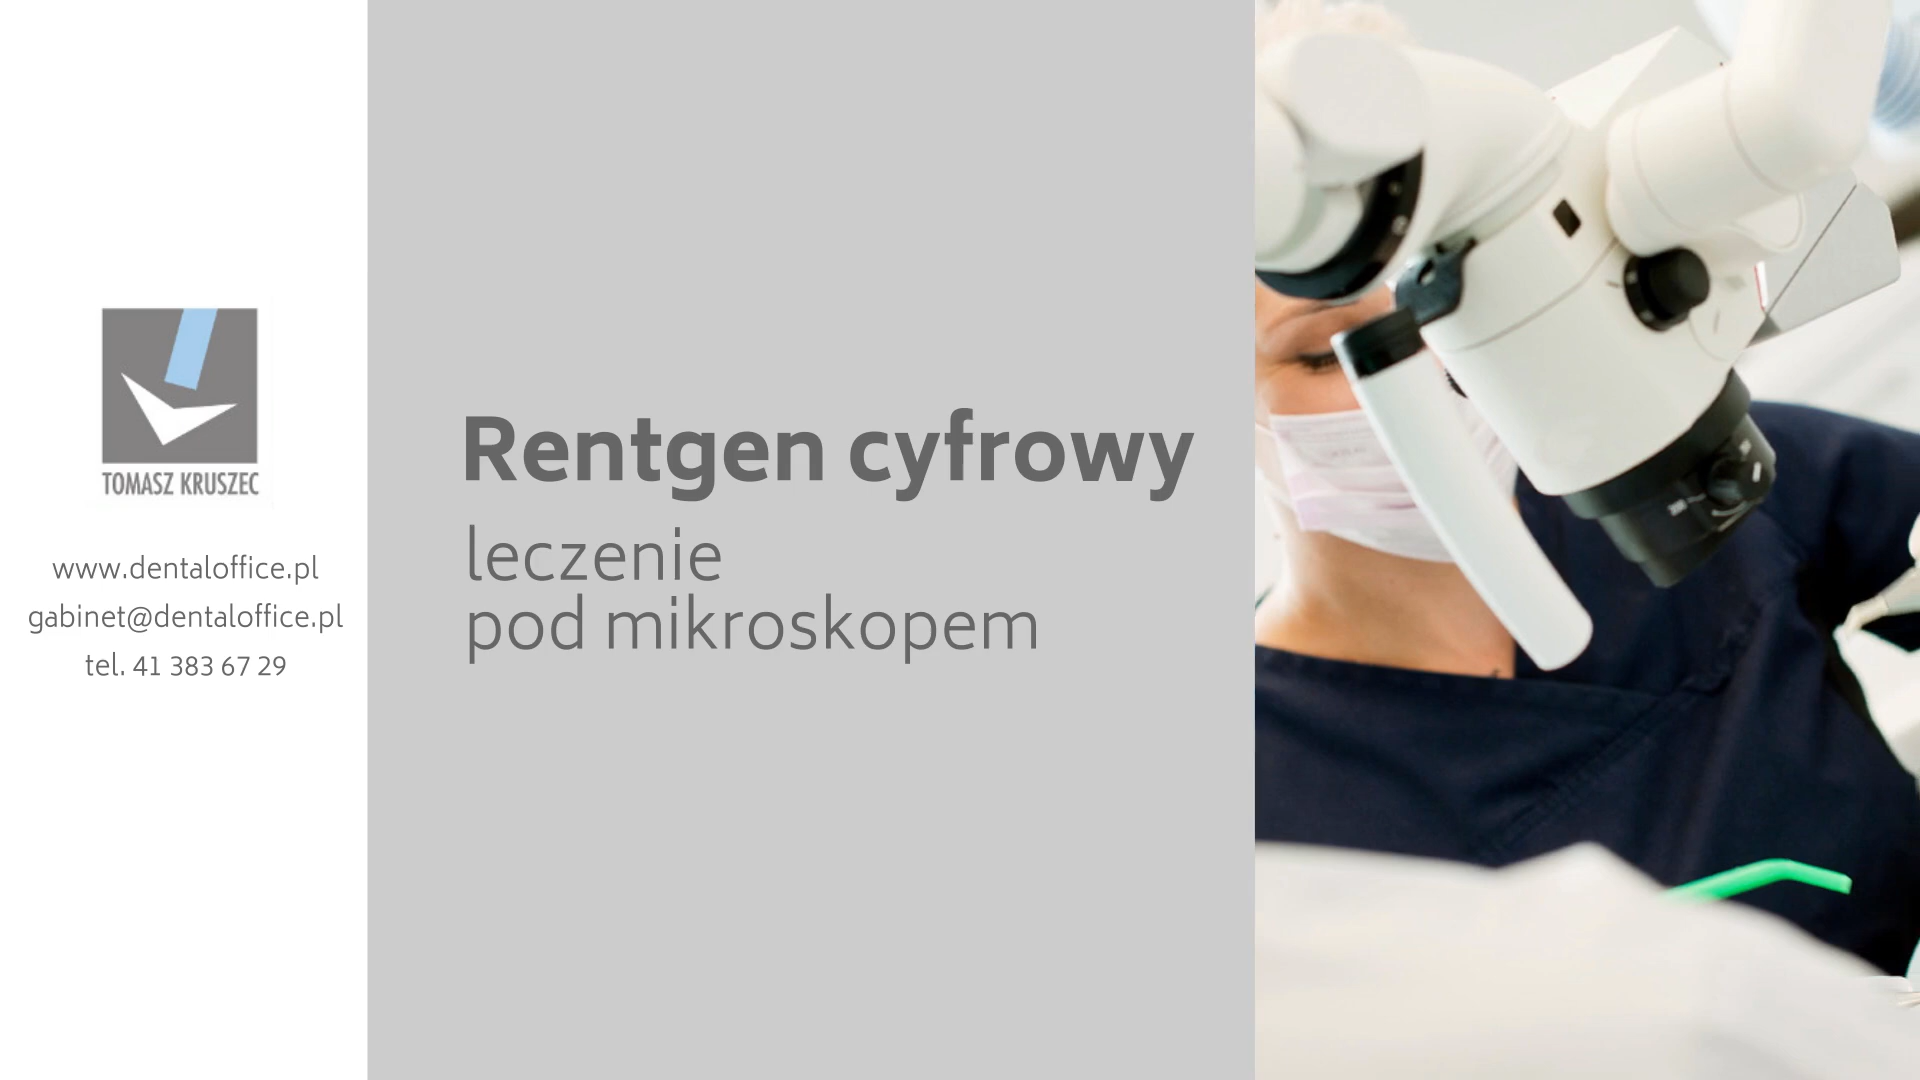 TOMASZ KRUSZEC
www.dentaloffice.pl
gabinet@dentaloffice.pl
tel. 41 383 67 29
Rentgen cyfrowy
leczenie
pod mikroskopem